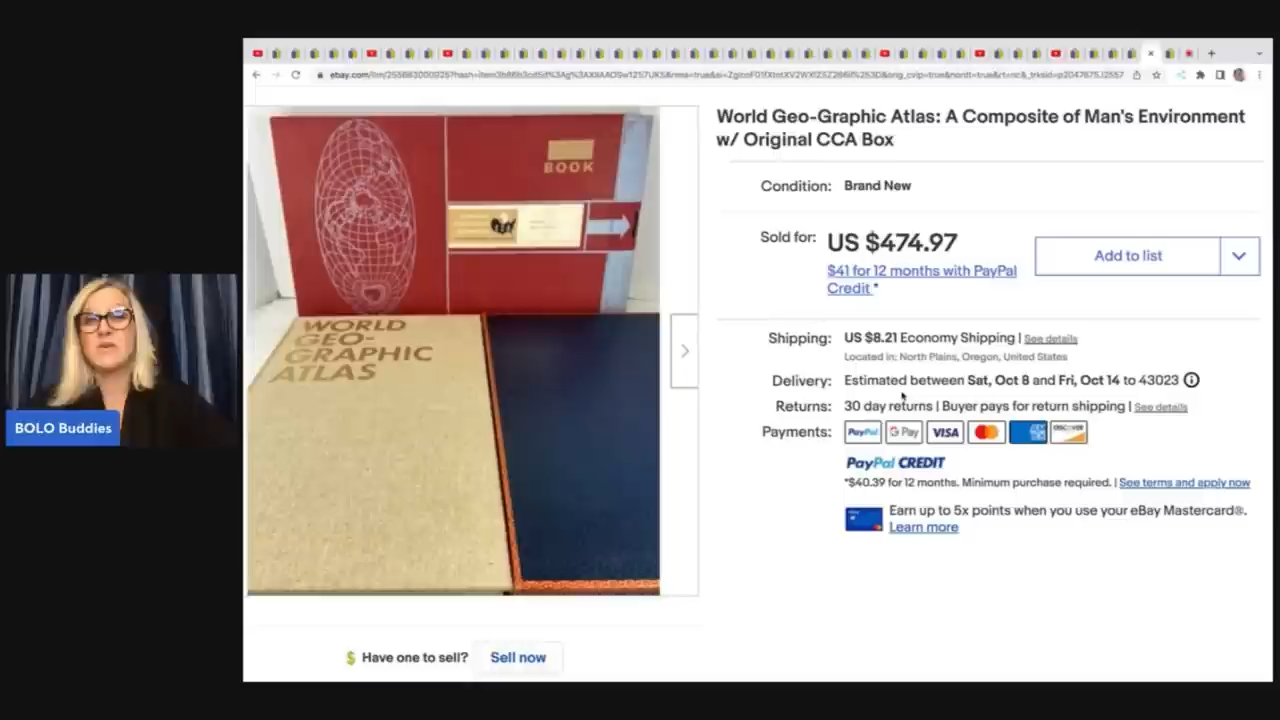 World Geo-Graphic Atlas: A Composite of Man's Environment
w/ Original CCA Box
Condition: Brand New
Sold for: US $474.97
Add to list
$41 for 12 months with PayPal
Credit *
Shipping: US $8.21 Economy Shipping | See details
Located in: North Plains, Oregon, United States
Delivery: Estimated between Sat, Oct 8 and Fri, Oct 14 to 43023
Returns: 30 day returns | Buyer pays for return shipping | See details
Payments: PayPal G Pay VISA DISCOVER
PayPal CREDIT
*$40.39 for 12 months. Minimum purchase required. | See terms and apply now
Earn up to 5x points when you use your eBay Mastercard®.
Learn more
BOOK
WORLD
GEO-
GRAPHIC
ATLAS
Have one to sell? Sell now
BOLO Buddies